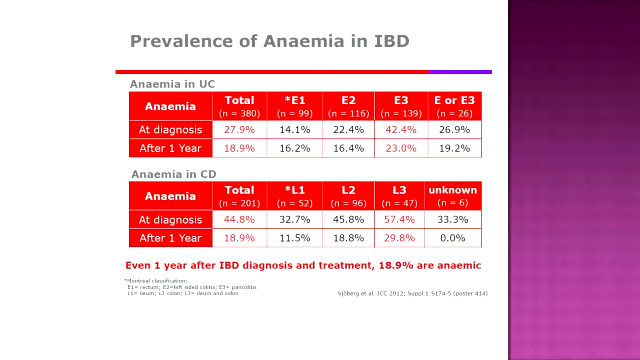 Prevalence of Anaemia in IBD
Anaemia in UC
Anaemia Total *E1 E2 E3 E or E3
(n = 380) (n = 99) (n = 116) (n = 139) (n = 26)
At diagnosis 27.9% 14.1% 22.4% 42.4% 26.9%
After 1 Year 18.9% 16.2% 16.4% 23.0% 19.2%
Anaemia in CD
Anaemia Total *L1 L2 L3 unknown
(n = 201) (n = 52) (n = 96) (n = 47) (n = 6)
At diagnosis 44.8% 32.7% 45.8% 57.4% 33.3%
After 1 Year 18.9% 11.5% 18.8% 29.8% 0.0%
Even 1 year after IBD diagnosis and treatment, 18.9% are anaemic
*Montreal classification:
E1= rectum; E2=left sided colitis; E3= pancolitis
L1= ileum; L2 colon; L3= ileum and colon
Sjöberg et al. JCC 2012; Suppl.1 S174-5 (poster 414)